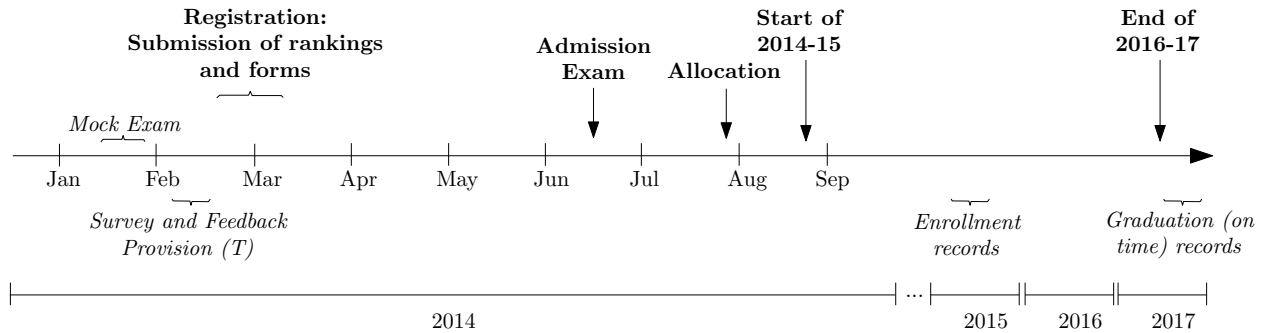 Registration:
Submission of rankings
and forms
Mock Exam
Admission
Exam
Allocation
Start of
2014-15
End of
2016-17
Jan
Feb
Mar
Apr
May
Jun
Jul
Aug
Sep
Survey and Feedback
Provision (T)
Enrollment
records
Graduation (on
time) records
...
2014
2015
2016
2017